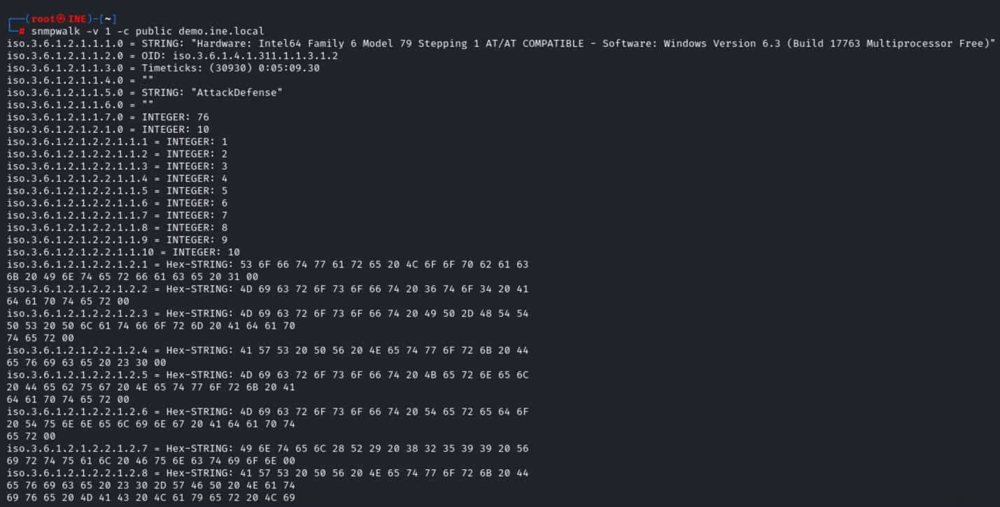 ┌──(root㉿INE)-[~]
└─# snmpwalk -v 1 -c public demo.ine.local
iso.3.6.1.2.1.1.1.0 = STRING: "Hardware: Intel64 Family 6 Model 79 Stepping 1 AT/AT COMPATIBLE - Software: Windows Version 6.3 (Build 17763 Multiprocessor Free)"
iso.3.6.1.2.1.1.2.0 = OID: iso.3.6.1.4.1.311.1.1.3.1.2
iso.3.6.1.2.1.1.3.0 = Timeticks: (30930) 0:05:09.30
iso.3.6.1.2.1.1.4.0 = ""
iso.3.6.1.2.1.1.5.0 = STRING: "AttackDefense"
iso.3.6.1.2.1.1.6.0 = ""
iso.3.6.1.2.1.1.7.0 = INTEGER: 76
iso.3.6.1.2.1.2.1.0 = INTEGER: 10
iso.3.6.1.2.1.2.2.1.1.1 = INTEGER: 1
iso.3.6.1.2.1.2.2.1.1.2 = INTEGER: 2
iso.3.6.1.2.1.2.2.1.1.3 = INTEGER: 3
iso.3.6.1.2.1.2.2.1.1.4 = INTEGER: 4
iso.3.6.1.2.1.2.2.1.1.5 = INTEGER: 5
iso.3.6.1.2.1.2.2.1.1.6 = INTEGER: 6
iso.3.6.1.2.1.2.2.1.1.7 = INTEGER: 7
iso.3.6.1.2.1.2.2.1.1.8 = INTEGER: 8
iso.3.6.1.2.1.2.2.1.1.9 = INTEGER: 9
iso.3.6.1.2.1.2.2.1.1.10 = INTEGER: 10
iso.3.6.1.2.1.2.2.1.2.1 = Hex-STRING: 53 6F 66 74 77 61 72 65 20 4C 6F 6F 70 62 61 63
6B 20 49 6E 74 65 72 66 61 63 65 20 31 00
iso.3.6.1.2.1.2.2.1.2.2 = Hex-STRING: 4D 69 63 72 6F 73 6F 66 74 20 36 74 6F 34 20 41
64 61 70 74 65 72 00
iso.3.6.1.2.1.2.2.1.2.3 = Hex-STRING: 4D 69 63 72 6F 73 6F 66 74 20 49 50 2D 48 54 54
50 53 20 50 6C 61 74 66 6F 72 6D 20 41 64 61 70
74 65 72 00
iso.3.6.1.2.1.2.2.1.2.4 = Hex-STRING: 41 57 53 20 50 56 20 4E 65 74 77 6F 72 6B 20 44
65 76 69 63 65 20 23 30 00
iso.3.6.1.2.1.2.2.1.2.5 = Hex-STRING: 4D 69 63 72 6F 73 6F 66 74 20 4B 65 72 6E 65 6C
20 44 65 62 75 67 20 4E 65 74 77 6F 72 6B 20 41
64 61 70 74 65 72 00
iso.3.6.1.2.1.2.2.1.2.6 = Hex-STRING: 4D 69 63 72 6F 73 6F 66 74 20 54 65 72 65 64 6F
20 54 75 6E 6E 65 6C 69 6E 67 20 41 64 61 70 74
65 72 00
iso.3.6.1.2.1.2.2.1.2.7 = Hex-STRING: 49 6E 74 65 6C 28 52 29 20 38 32 35 39 39 20 56
69 72 74 75 61 6C 20 46 75 6E 63 74 69 6F 6E 00
iso.3.6.1.2.1.2.2.1.2.8 = Hex-STRING: 41 57 53 20 50 56 20 4E 65 74 77 6F 72 6B 20 44
65 76 69 63 65 20 23 30 2D 57 46 50 20 4E 61 74
69 76 65 20 4D 41 43 20 4C 61 79 65 72 20 4C 69